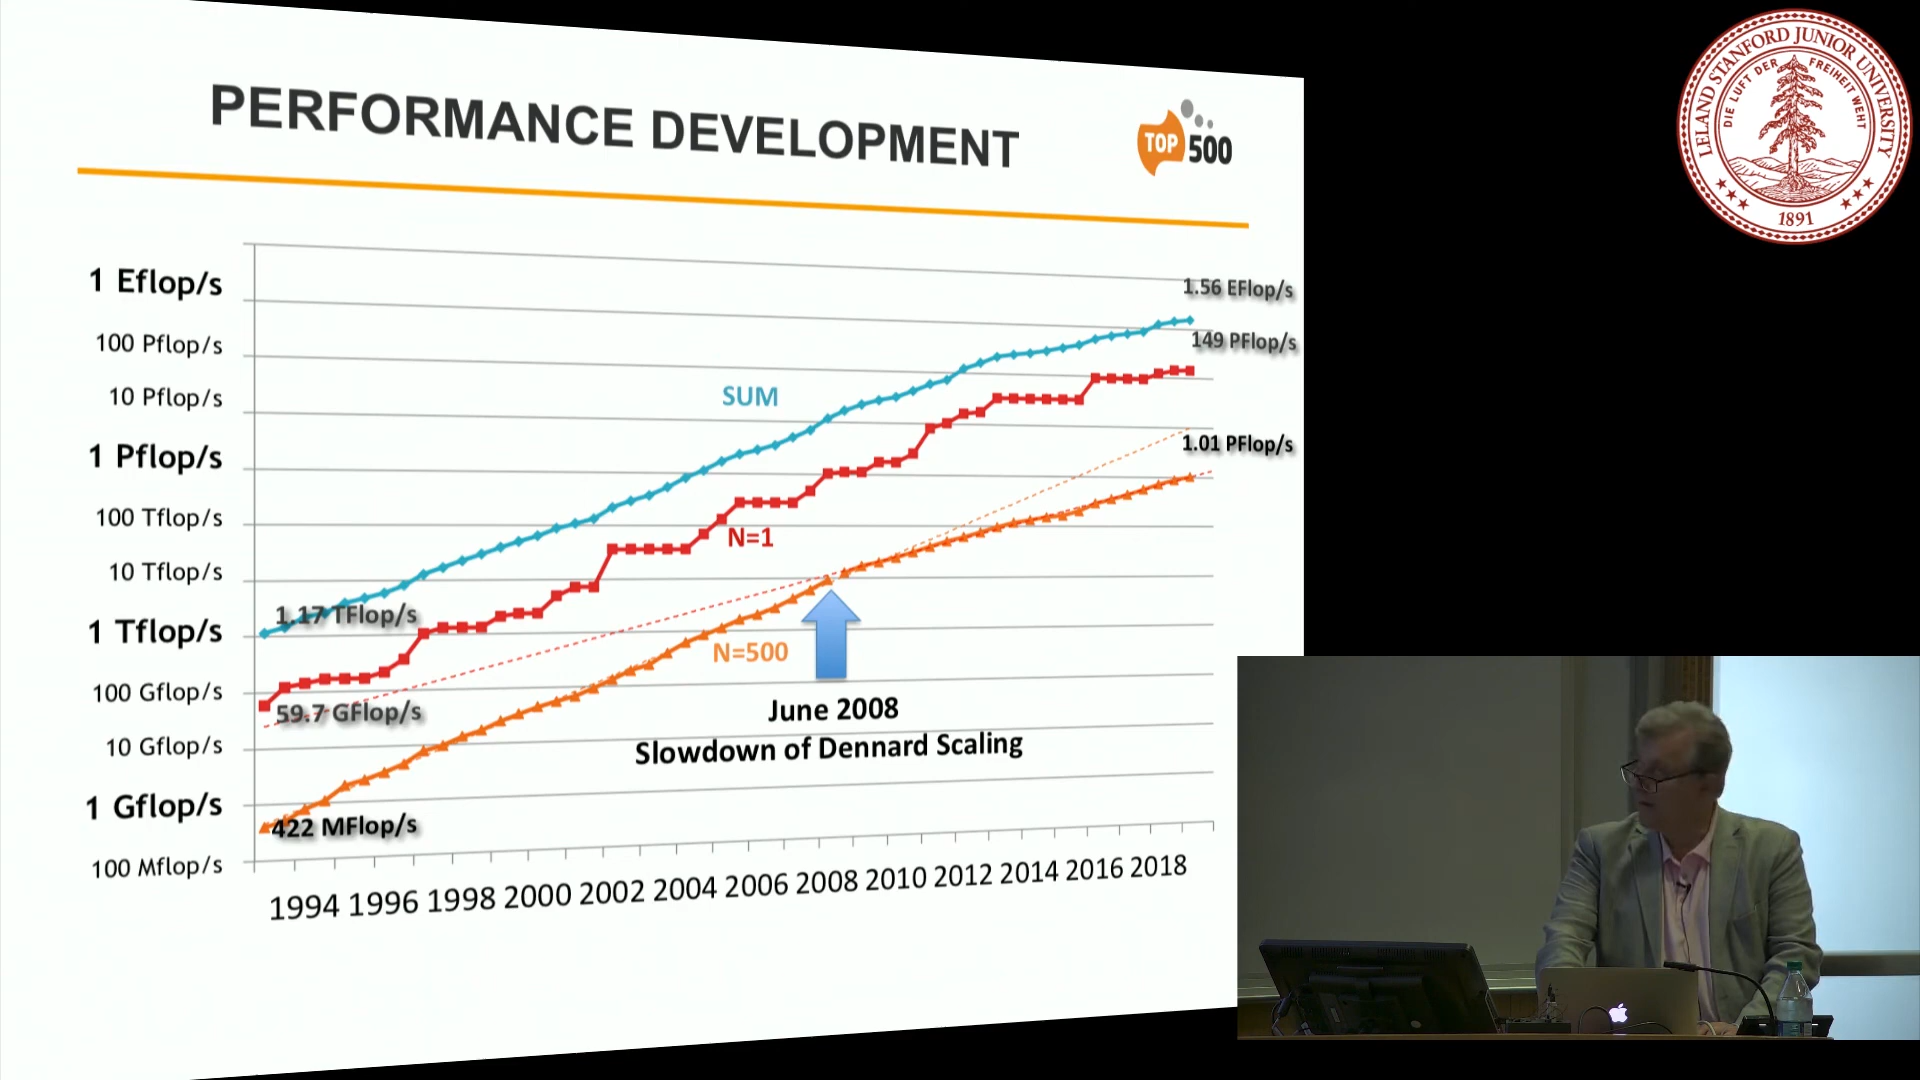 PERFORMANCE DEVELOPMENT
TOP 500
1 Eflop/s
100 Pflop/s
10 Pflop/s
1 Pflop/s
100 Tflop/s
10 Tflop/s
1 Tflop/s
100 Gflop/s
10 Gflop/s
1 Gflop/s
100 Mflop/s
1.56 EFlop/s
149 PFlop/s
1.01 PFlop/s
SUM
N=1
N=500
1.17 TFlop/s
59.7 GFlop/s
422 MFlop/s
June 2008
Slowdown of Dennard Scaling
1994 1996 1998 2000 2002 2004 2006 2008 2010 2012 2014 2016 2018
LELAND STANFORD JUNIOR UNIVERSITY
DIE LUFT DER FREIHEIT WEHT
1891